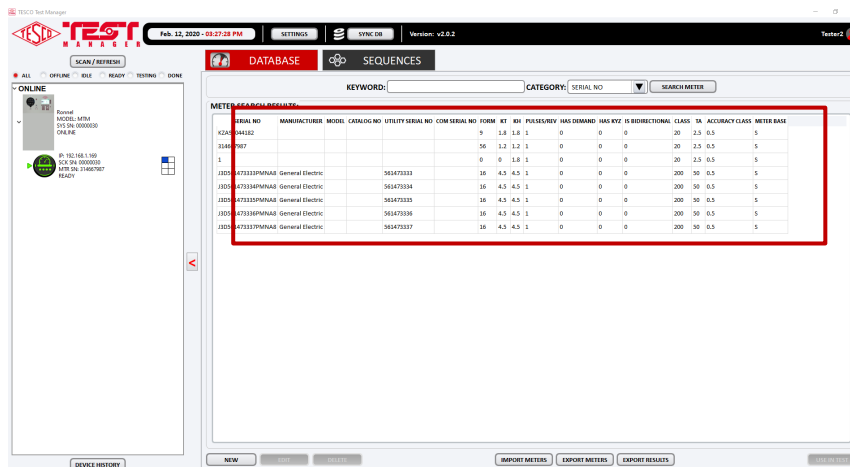 TESCO Test Manager
TESCO TEST MANAGER
Feb. 12, 2020 - 03:27:28 PM
SETTINGS
SYNC DB
Version: v2.0.2
Tester2
SCAN / REFRESH
DATABASE
SEQUENCES
ALL OFFLINE IDLE READY TESTING DONE
KEYWORD:
CATEGORY: SERIAL NO
SEARCH METER
ONLINE
Ronnel
MODEL: MTM
SYS SN: 00000030
ONLINE
IP: 192.168.1.169
SCK SN: 00000030
MTR SN: 314667987
READY
<
METER SEARCH RESULTS:
SERIAL NO MANUFACTURER MODEL CATALOG NO UTILITY SERIAL NO COM SERIAL NO FORM KT KH PULSES/REV HAS DEMAND HAS KYZ IS BIDIRECTIONAL CLASS TA ACCURACY CLASS METER BASE
9 1.8 1.8 1 0 0 0 20 2.5 0.5 S
56 1.2 1.2 1 0 0 0 20 2.5 0.5 S
1 0 0 1.8 1 0 0 0 20 2.5 0.5 S
General Electric 561473333 16 4.5 4.5 1 0 0 0 200 50 0.5 S
General Electric 561473334 16 4.5 4.5 1 0 0 0 200 50 0.5 S
General Electric 561473335 16 4.5 4.5 1 0 0 0 200 50 0.5 S
General Electric 561473336 16 4.5 4.5 1 0 0 0 200 50 0.5 S
General Electric 561473337 16 4.5 4.5 1 0 0 0 200 50 0.5 S
DEVICE HISTORY
NEW
EDIT
DELETE
IMPORT METERS
EXPORT METERS
EXPORT RESULTS
USE IN TEST